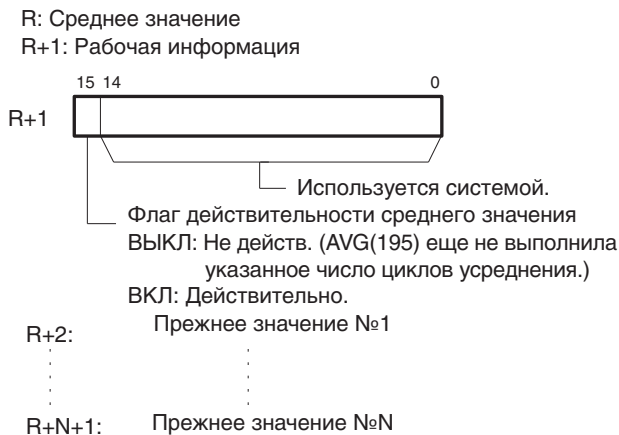 R: Среднее значение
R+1: Рабочая информация
15 14 0
R+1
Используется системой.
Флаг действительности среднего значения
ВЫКЛ: Не действ. (AVG(195) еще не выполнила
указанное число циклов усреднения.)
ВКЛ: Действительно.
R+2: Прежнее значение №1
R+N+1: Прежнее значение №N